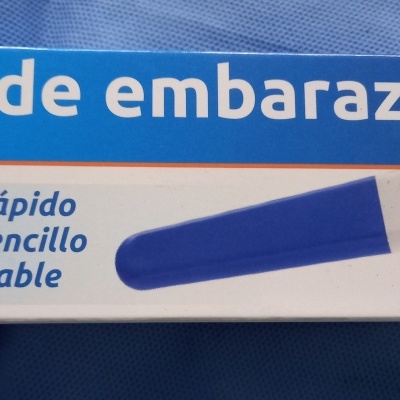 de embaraz
ápido
encillo
able